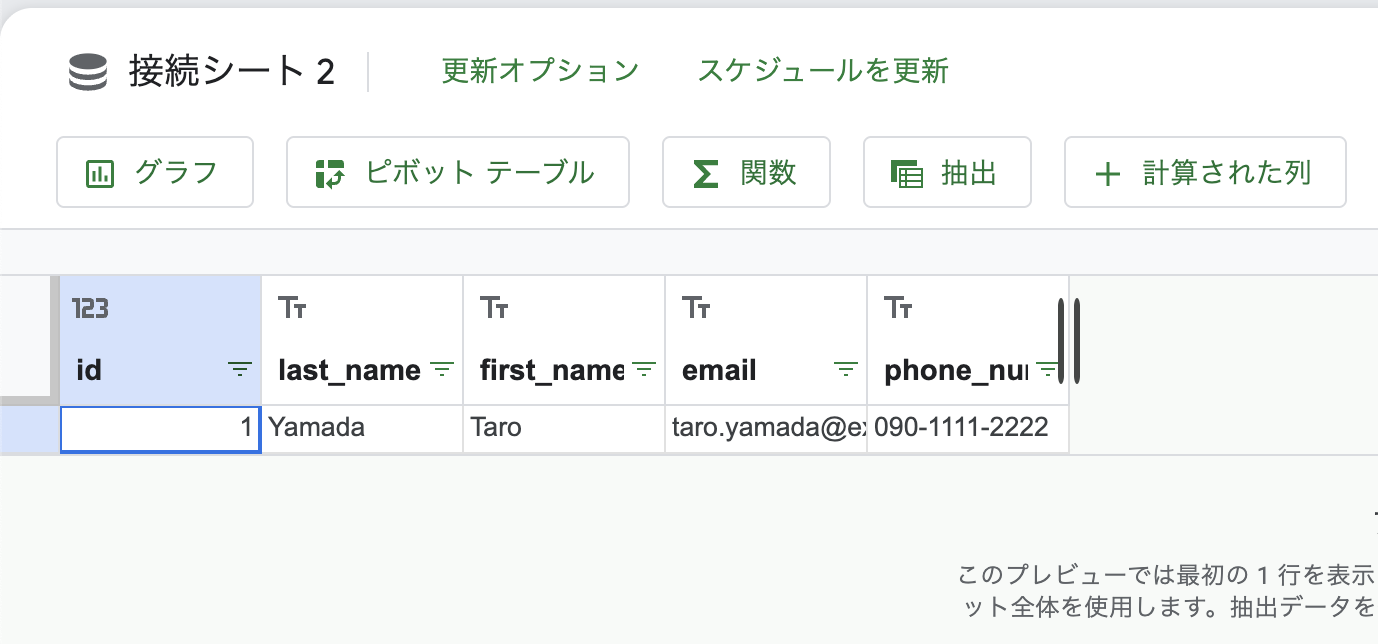 接続シート 2
更新オプション
スケジュールを更新
グラフ
ピボット テーブル
関数
抽出
計算された列
123
id
last_name
first_name
email
phone_nu
1
Yamada
Taro
taro.yamada@ex
090-1111-2222
このプレビューでは最初の 1 行を表示
ット全体を使用します。抽出データを